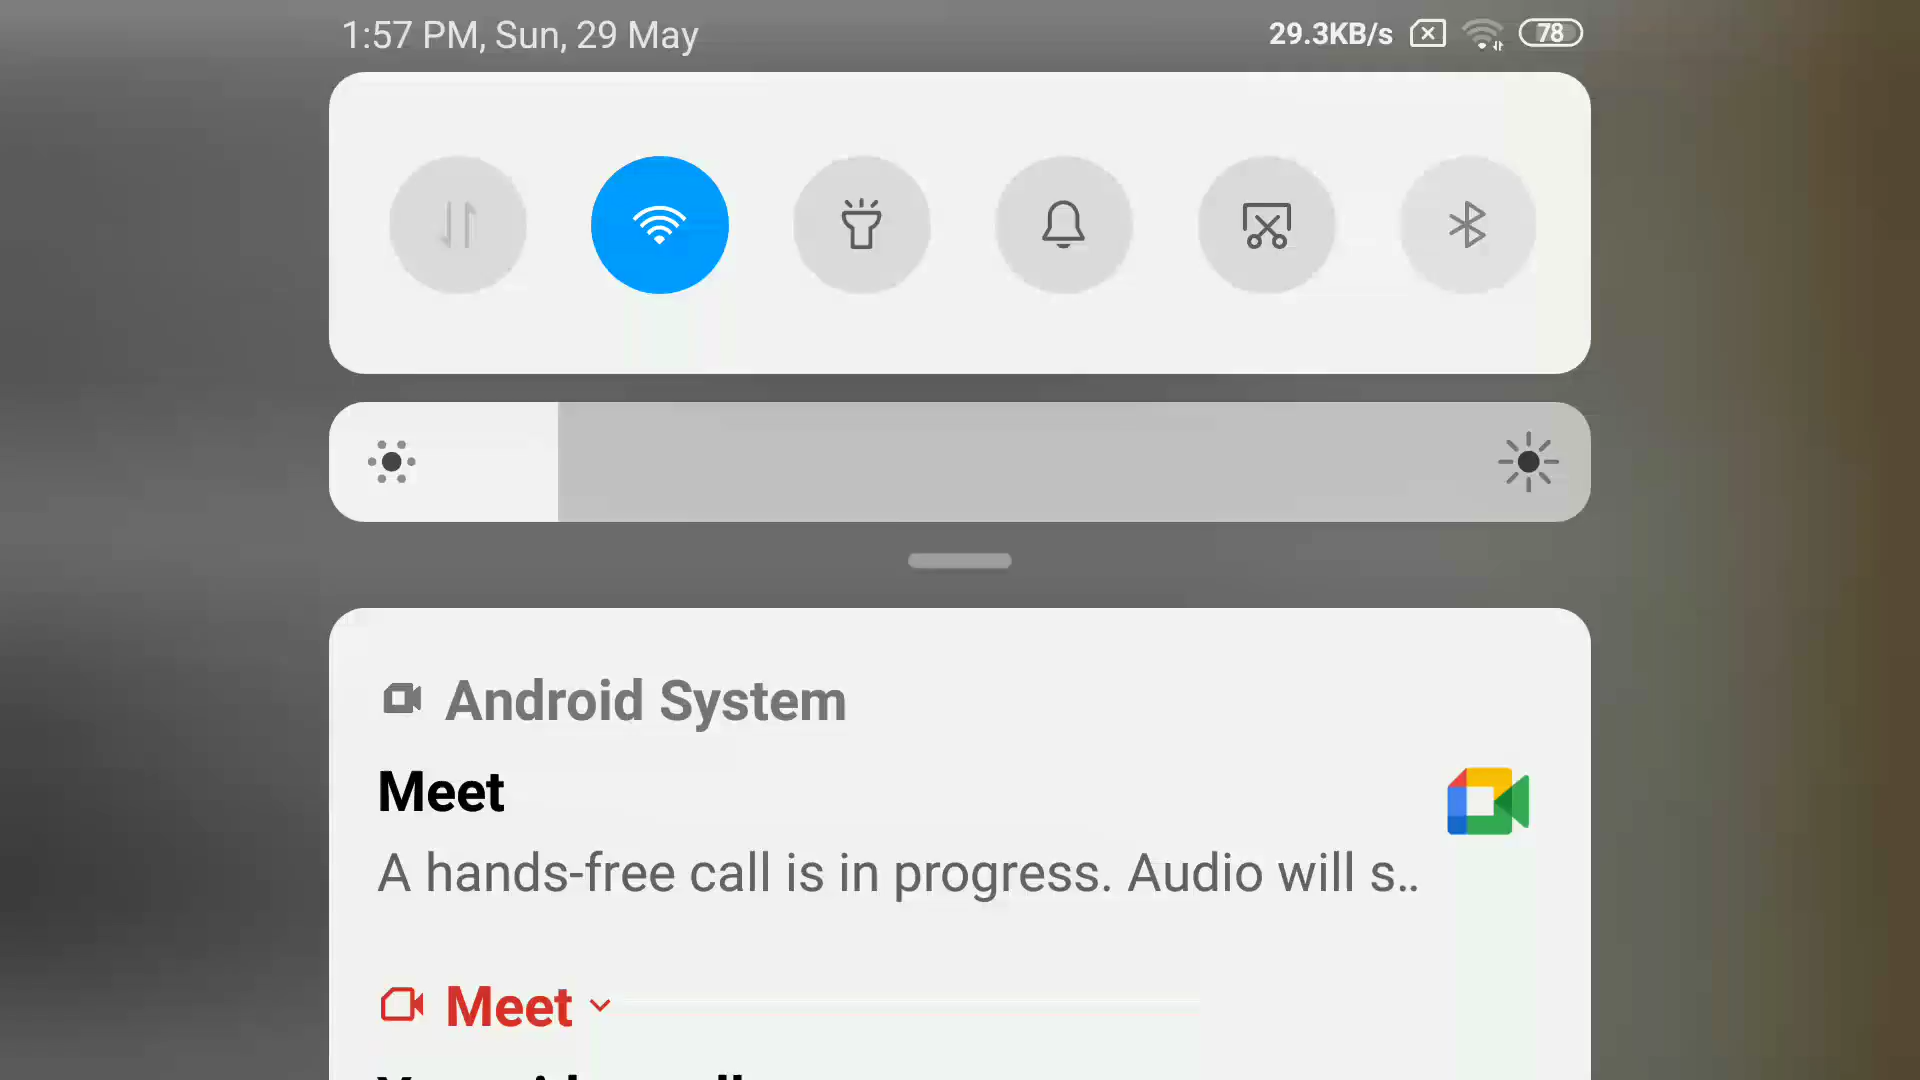 1:57 PM, Sun, 29 May
29.3KB/s
78
Android System
Meet
A hands-free call is in progress. Audio will s..
Meet